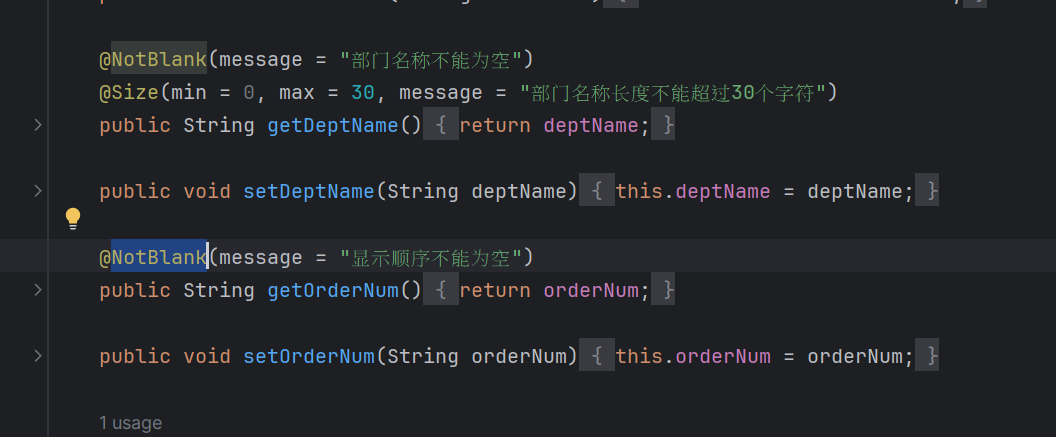 @NotBlank(message = "部门名称不能为空")
@Size(min = 0, max = 30, message = "部门名称长度不能超过30个字符")
public String getDeptName() { return deptName; }
public void setDeptName(String deptName) { this.deptName = deptName; }
@NotBlank(message = "显示顺序不能为空")
public String getOrderNum() { return orderNum; }
public void setOrderNum(String orderNum) { this.orderNum = orderNum; }
1 usage